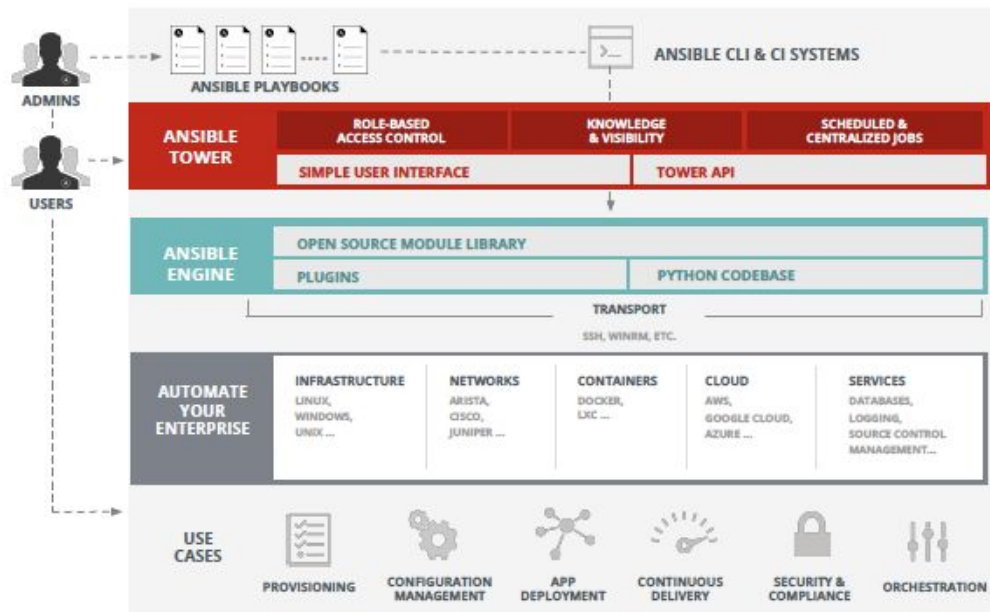 ADMINS
USERS
ANSIBLE PLAYBOOKS
ANSIBLE CLI & CI SYSTEMS
ANSIBLE
TOWER
ROLE-BASED
ACCESS CONTROL
KNOWLEDGE
& VISIBILITY
SCHEDULED &
CENTRALIZED JOBS
SIMPLE USER INTERFACE
TOWER API
ANSIBLE
ENGINE
OPEN SOURCE MODULE LIBRARY
PLUGINS
PYTHON CODEBASE
TRANSPORT
SSH, WINRM, ETC.
AUTOMATE
YOUR
ENTERPRISE
INFRASTRUCTURE
LINUX,
WINDOWS,
UNIX ...
NETWORKS
ARISTA,
CISCO,
JUNIPER ...
CONTAINERS
DOCKER,
LXC ...
CLOUD
AWS,
GOOGLE CLOUD,
AZURE ...
SERVICES
DATABASES,
LOGGING,
SOURCE CONTROL
MANAGEMENT...
USE
CASES
PROVISIONING
CONFIGURATION
MANAGEMENT
APP
DEPLOYMENT
CONTINUOUS
DELIVERY
SECURITY &
COMPLIANCE
ORCHESTRATION